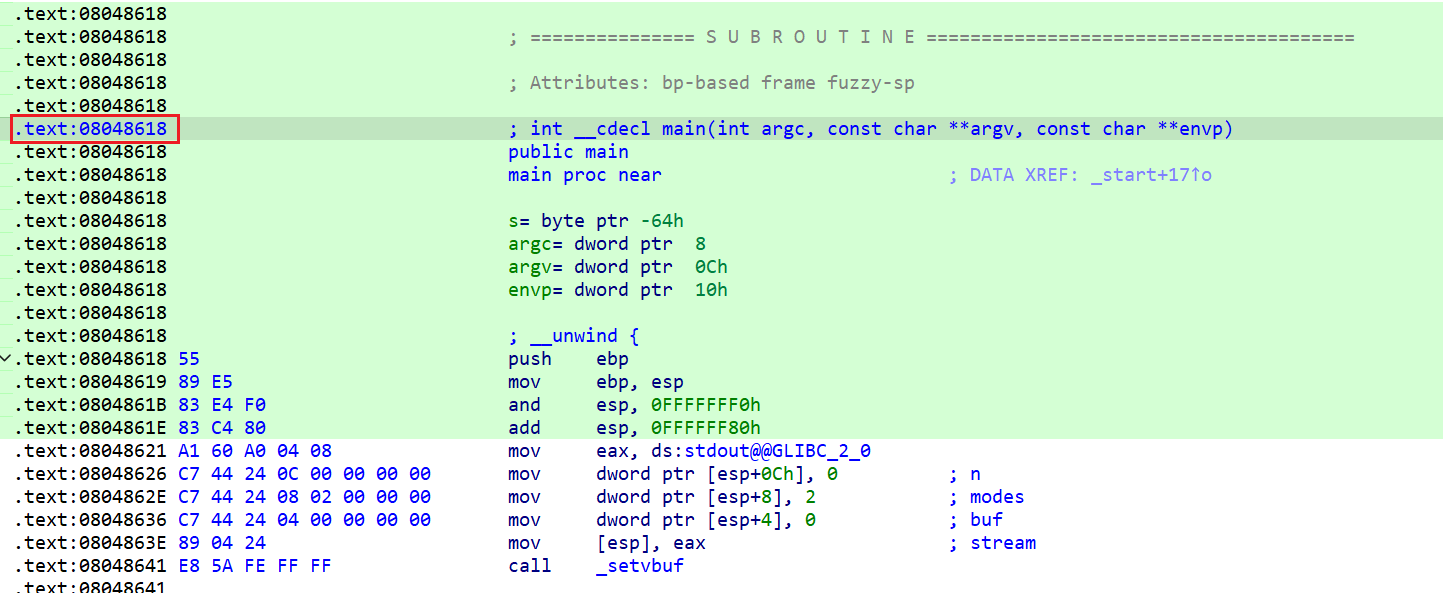 .text:08048618
.text:08048618 ; =============== S U B R O U T I N E =======================================
.text:08048618
.text:08048618 ; Attributes: bp-based frame fuzzy-sp
.text:08048618
.text:08048618 ; int __cdecl main(int argc, const char **argv, const char **envp)
.text:08048618 public main
.text:08048618 main proc near ; DATA XREF: _start+17↑o
.text:08048618
.text:08048618 s= byte ptr -64h
.text:08048618 argc= dword ptr  8
.text:08048618 argv= dword ptr  0Ch
.text:08048618 envp= dword ptr  10h
.text:08048618
.text:08048618 ; __unwind {
.text:08048618 55 push ebp
.text:08048619 89 E5 mov ebp, esp
.text:0804861B 83 E4 F0 and esp, 0FFFFFFF0h
.text:0804861E 83 C4 80 add esp, 0FFFFFF80h
.text:08048621 A1 60 A0 04 08 mov eax, ds:stdout@@GLIBC_2_0
.text:08048626 C7 44 24 0C 00 00 00 00 mov dword ptr [esp+0Ch], 0 ; n
.text:0804862E C7 44 24 08 02 00 00 00 mov dword ptr [esp+8], 2 ; modes
.text:08048636 C7 44 24 04 00 00 00 00 mov dword ptr [esp+4], 0 ; buf
.text:0804863E 89 04 24 mov [esp], eax ; stream
.text:08048641 E8 5A FE FF FF call _setvbuf
.text:08048641